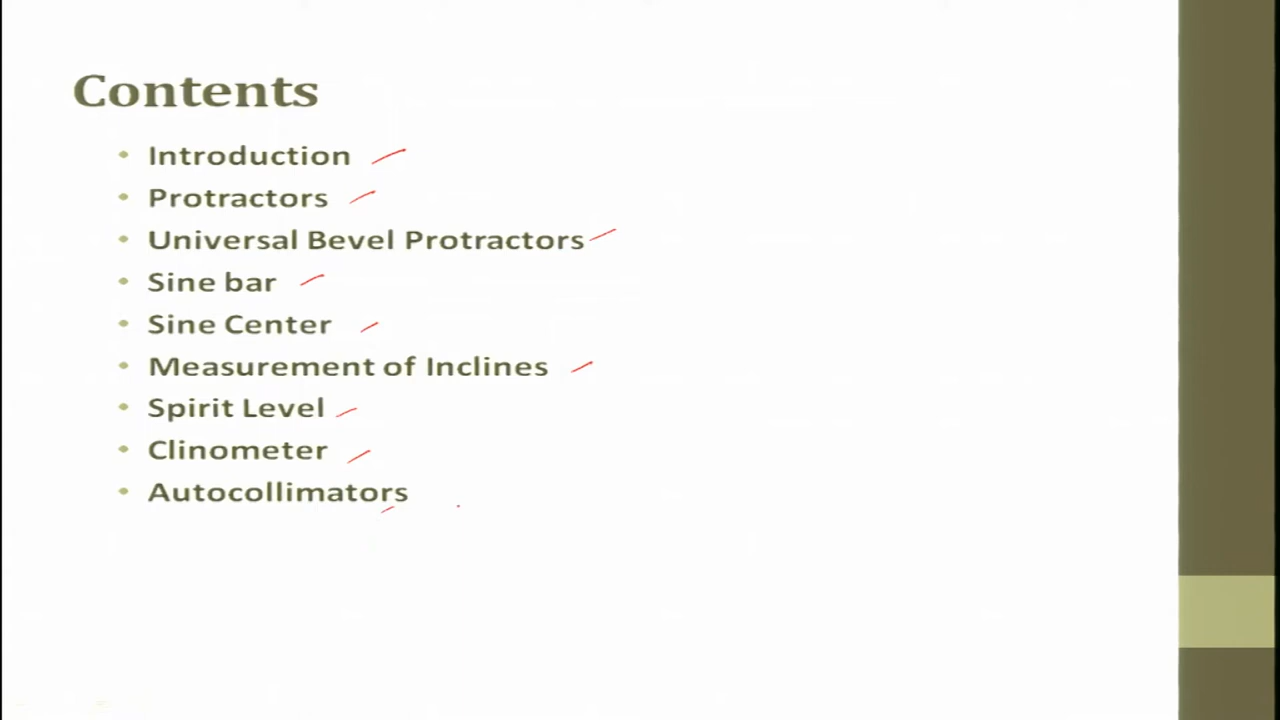 Contents
• Introduction
• Protractors
• Universal Bevel Protractors
• Sine bar
• Sine Center
• Measurement of Inclines
• Spirit Level
• Clinometer
• Autocollimators